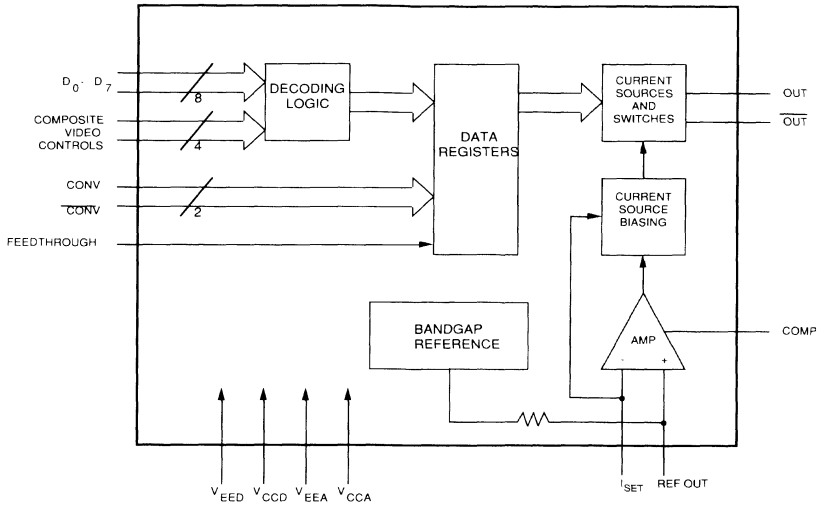 D0- D7
8
COMPOSITE
VIDEO
CONTROLS
4
CONV
CONV
2
FEEDTHROUGH
DECODING
LOGIC
DATA
REGISTERS
CURRENT
SOURCES
AND
SWITCHES
OUT
OUT
CURRENT
SOURCE
BIASING
BANDGAP
REFERENCE
AMP
- +
COMP
VEED VCCD VEEA VCCA
ISET REF OUT